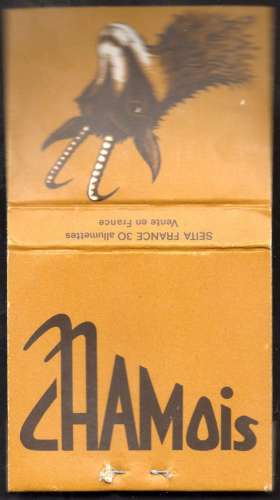 SEITA FRANCE 30 allumettes
Vente en France
CHAMois